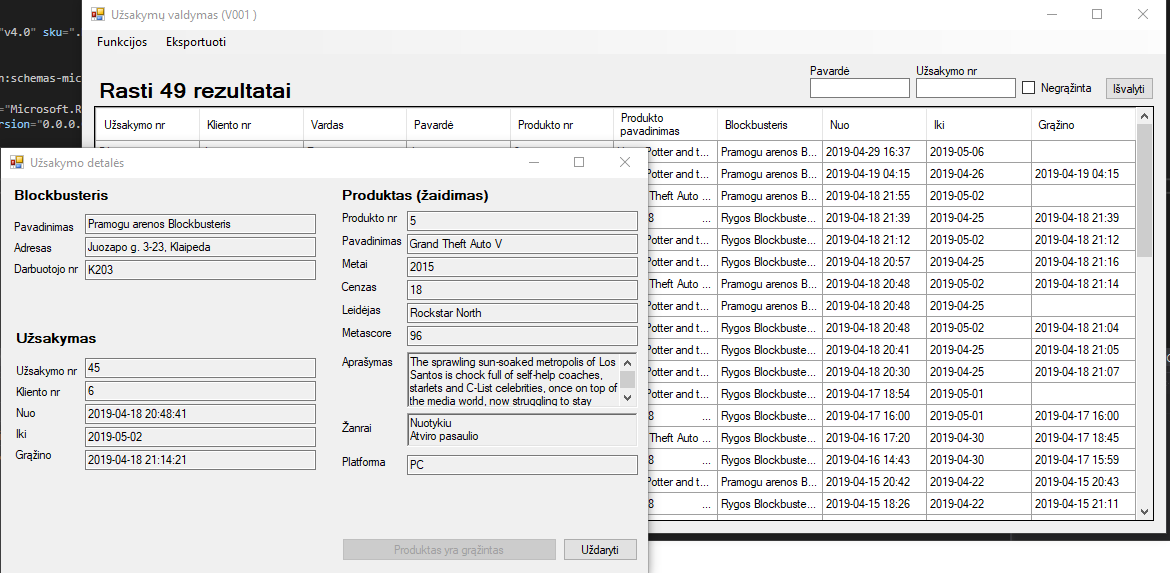 "v4.0" sku=".
n:schemas-mic
="Microsoft.R
ersion="0.0.0.
Užsakymų valdymas (V001 )
Funkcijos Eksportuoti
Rasti 49 rezultatai
Pavardė Užsakymo nr
Negrąžinta Išvalyti
Užsakymo nr Kliento nr Vardas Pavardė Produkto nr Produkto pavadinimas Blockbusteris Nuo Iki Grąžino
Potter and t... Pramogu arenos B... 2019-04-29 16:37 2019-05-06
Potter and t... Pramogu arenos B... 2019-04-19 04:15 2019-04-26 2019-04-19 04:15
Theft Auto ... Pramogu arenos B... 2019-04-18 21:55 2019-05-02
8 ... Rygos Blockbuste... 2019-04-18 21:39 2019-04-25 2019-04-18 21:39
Potter and t... Rygos Blockbuste... 2019-04-18 21:12 2019-05-02 2019-04-18 21:12
Potter and t... Rygos Blockbuste... 2019-04-18 20:57 2019-04-25 2019-04-18 21:16
Theft Auto ... Pramogu arenos B... 2019-04-18 20:48 2019-05-02 2019-04-18 21:14
Potter and t... Pramogu arenos B... 2019-04-18 20:48 2019-04-25
Potter and t... Rygos Blockbuste... 2019-04-18 20:48 2019-05-02 2019-04-18 21:04
Potter and t... Rygos Blockbuste... 2019-04-18 20:41 2019-04-25 2019-04-18 21:05
Potter and t... Rygos Blockbuste... 2019-04-18 20:30 2019-04-25 2019-04-18 21:07
Potter and t... Rygos Blockbuste... 2019-04-17 18:54 2019-05-01
8 ... Rygos Blockbuste... 2019-04-17 16:00 2019-05-01 2019-04-17 16:00
Theft Auto ... Rygos Blockbuste... 2019-04-16 17:20 2019-04-30 2019-04-17 18:45
8 ... Rygos Blockbuste... 2019-04-16 14:43 2019-04-30 2019-04-17 15:59
Potter and t... Pramogu arenos B... 2019-04-15 20:42 2019-04-22 2019-04-15 20:43
8 ... Rygos Blockbuste... 2019-04-15 18:26 2019-04-22 2019-04-15 21:11
Užsakymo detalės
Blockbusteris
Pavadinimas Pramogu arenos Blockbusteris
Adresas Juozapo g. 3-23, Klaipeda
Darbuotojo nr K203
Užsakymas
Užsakymo nr 45
Kliento nr 6
Nuo 2019-04-18 20:48:41
Iki 2019-05-02
Grąžino 2019-04-18 21:14:21
Produktas (žaidimas)
Produkto nr 5
Pavadinimas Grand Theft Auto V
Metai 2015
Cenzas 18
Leidėjas Rockstar North
Metascore 96
Aprašymas The sprawling sun-soaked metropolis of Los
Santos is chock full of self-help coaches,
starlets and C-List celebrities, once on top of
the media world, now struggling to stay
Žanrai Nuotykiu
Atviro pasaulio
Platforma PC
Produktas yra grąžintas Uždaryti